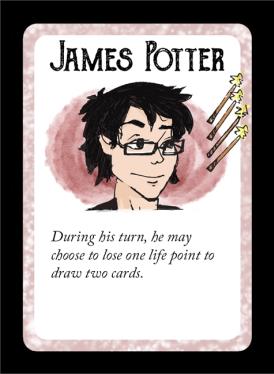 JAMES POTTER
During his turn, he may
choose to lose one life point to
draw two cards.